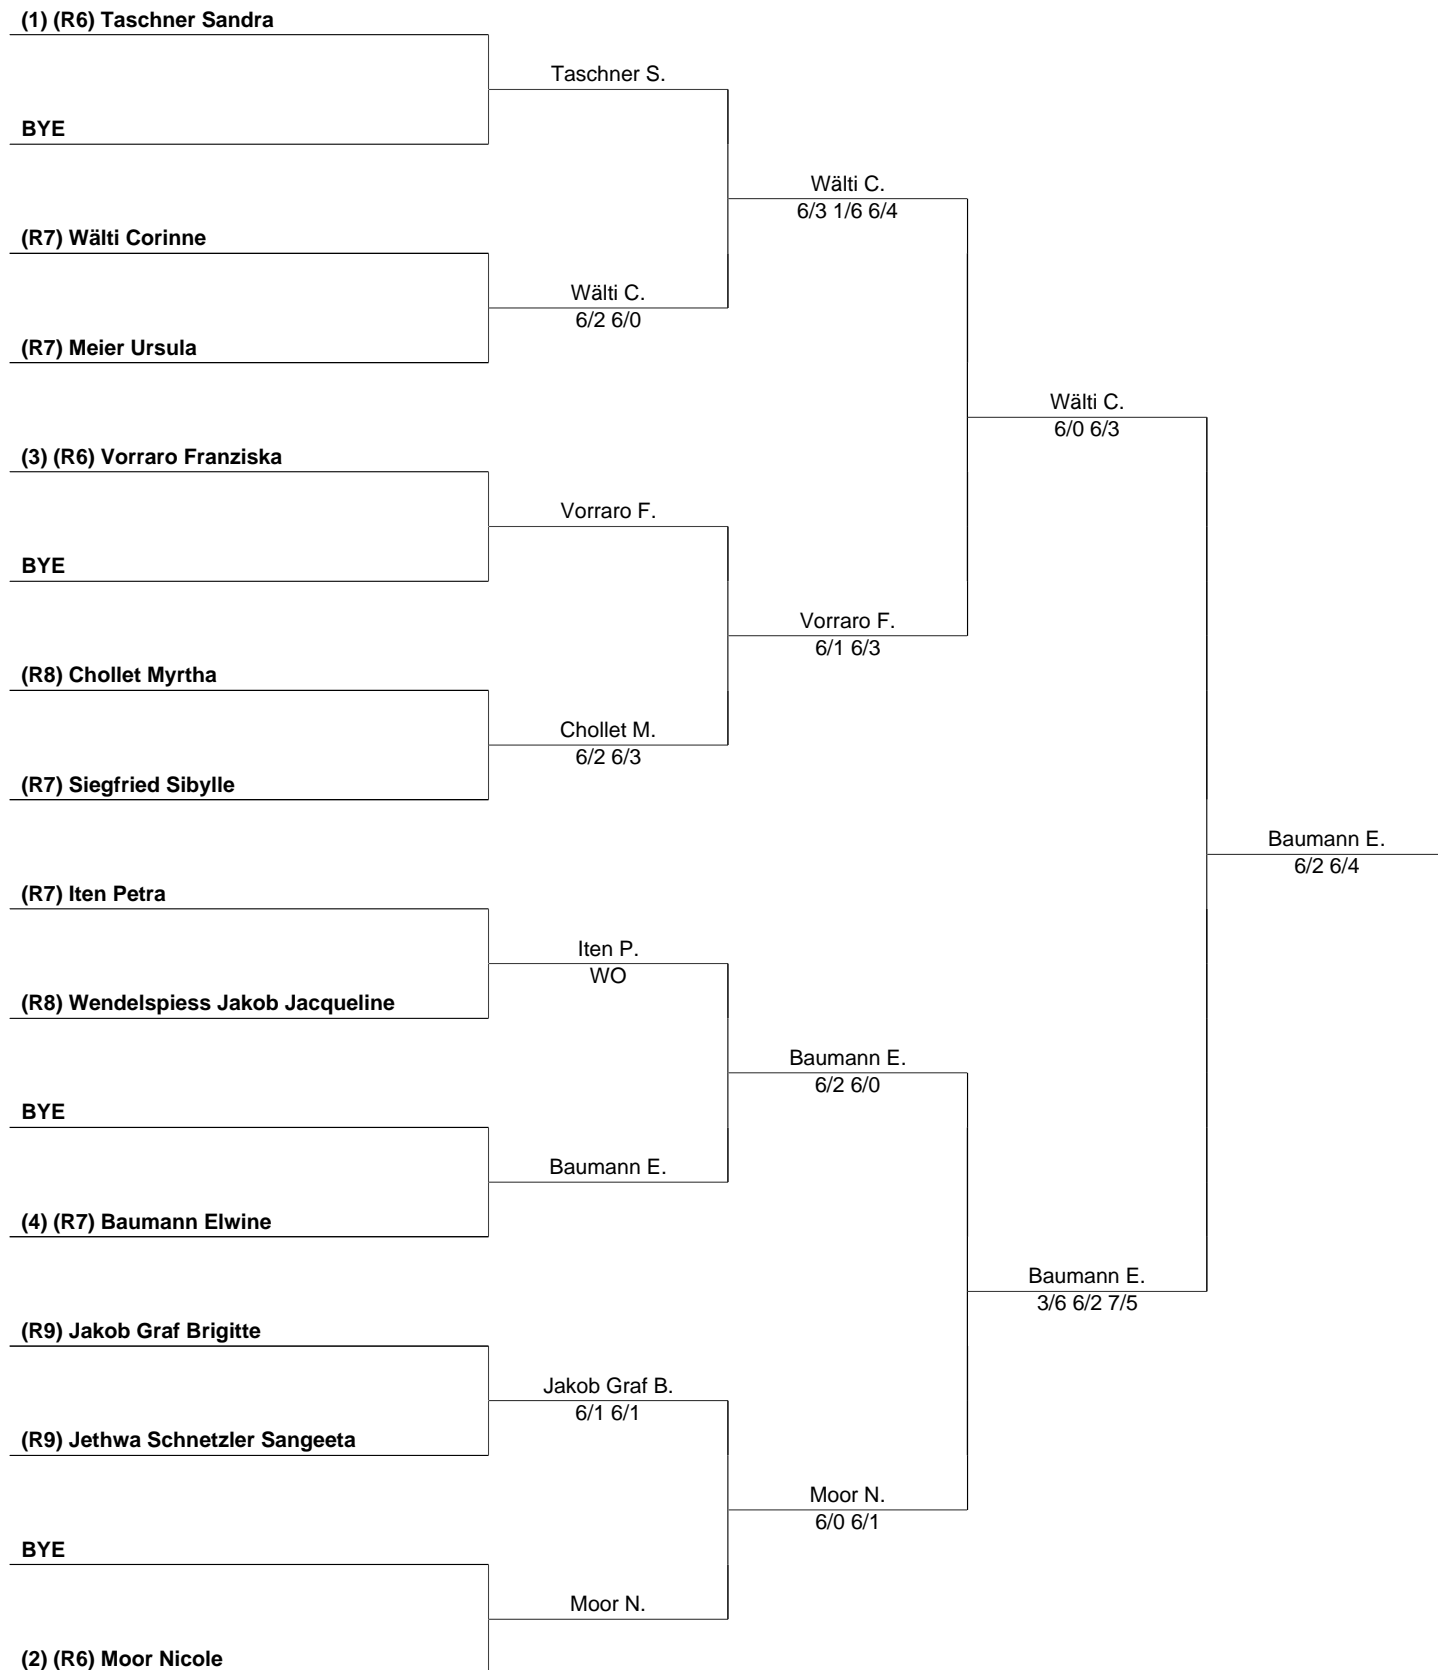 (1) (R6) Taschner Sandra
Taschner S.
BYE
Wälti C.
6/3 1/6 6/4
(R7) Wälti Corinne
Wälti C.
6/2 6/0
(R7) Meier Ursula
Wälti C.
6/0 6/3
(3) (R6) Vorraro Franziska
Vorraro F.
BYE
Vorraro F.
6/1 6/3
(R8) Chollet Myrtha
Chollet M.
6/2 6/3
(R7) Siegfried Sibylle
Baumann E.
6/2 6/4
(R7) Iten Petra
Iten P.
WO
(R8) Wendelspiess Jakob Jacqueline
Baumann E.
6/2 6/0
BYE
Baumann E.
(4) (R7) Baumann Elwine
Baumann E.
3/6 6/2 7/5
(R9) Jakob Graf Brigitte
Jakob Graf B.
6/1 6/1
(R9) Jethwa Schnetzler Sangeeta
Moor N.
6/0 6/1
BYE
Moor N.
(2) (R6) Moor Nicole